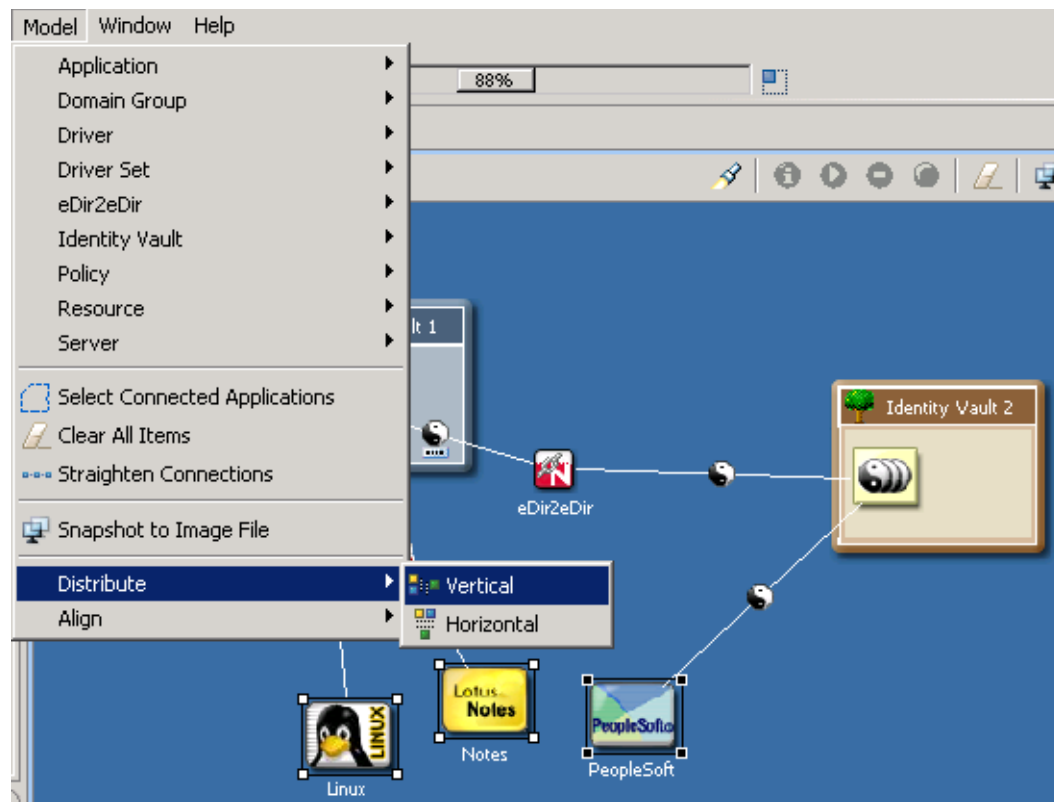 Model Window Help
Application
88%
Domain Group
Driver
Driver Set
eDir2eDir
Identity Vault
Policy
Resource
lt 1
Server
Select Connected Applications
Identity Vault 2
Clear All Items
Straighten Connections
eDir2eDir
Snapshot to Image File
Distribute
Vertical
Align
Horizontal
Lotus
Notes
LINUX
PeopleSoft
Notes
PeopleSoft
Linux